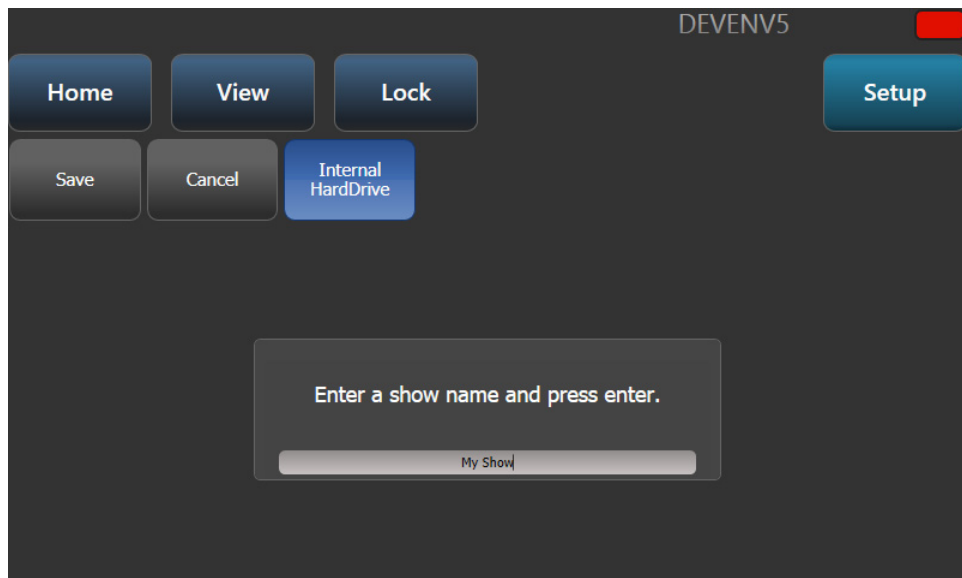 DEVENV5
Home View Lock Setup
Save Cancel Internal
HardDrive
Enter a show name and press enter.
My Show